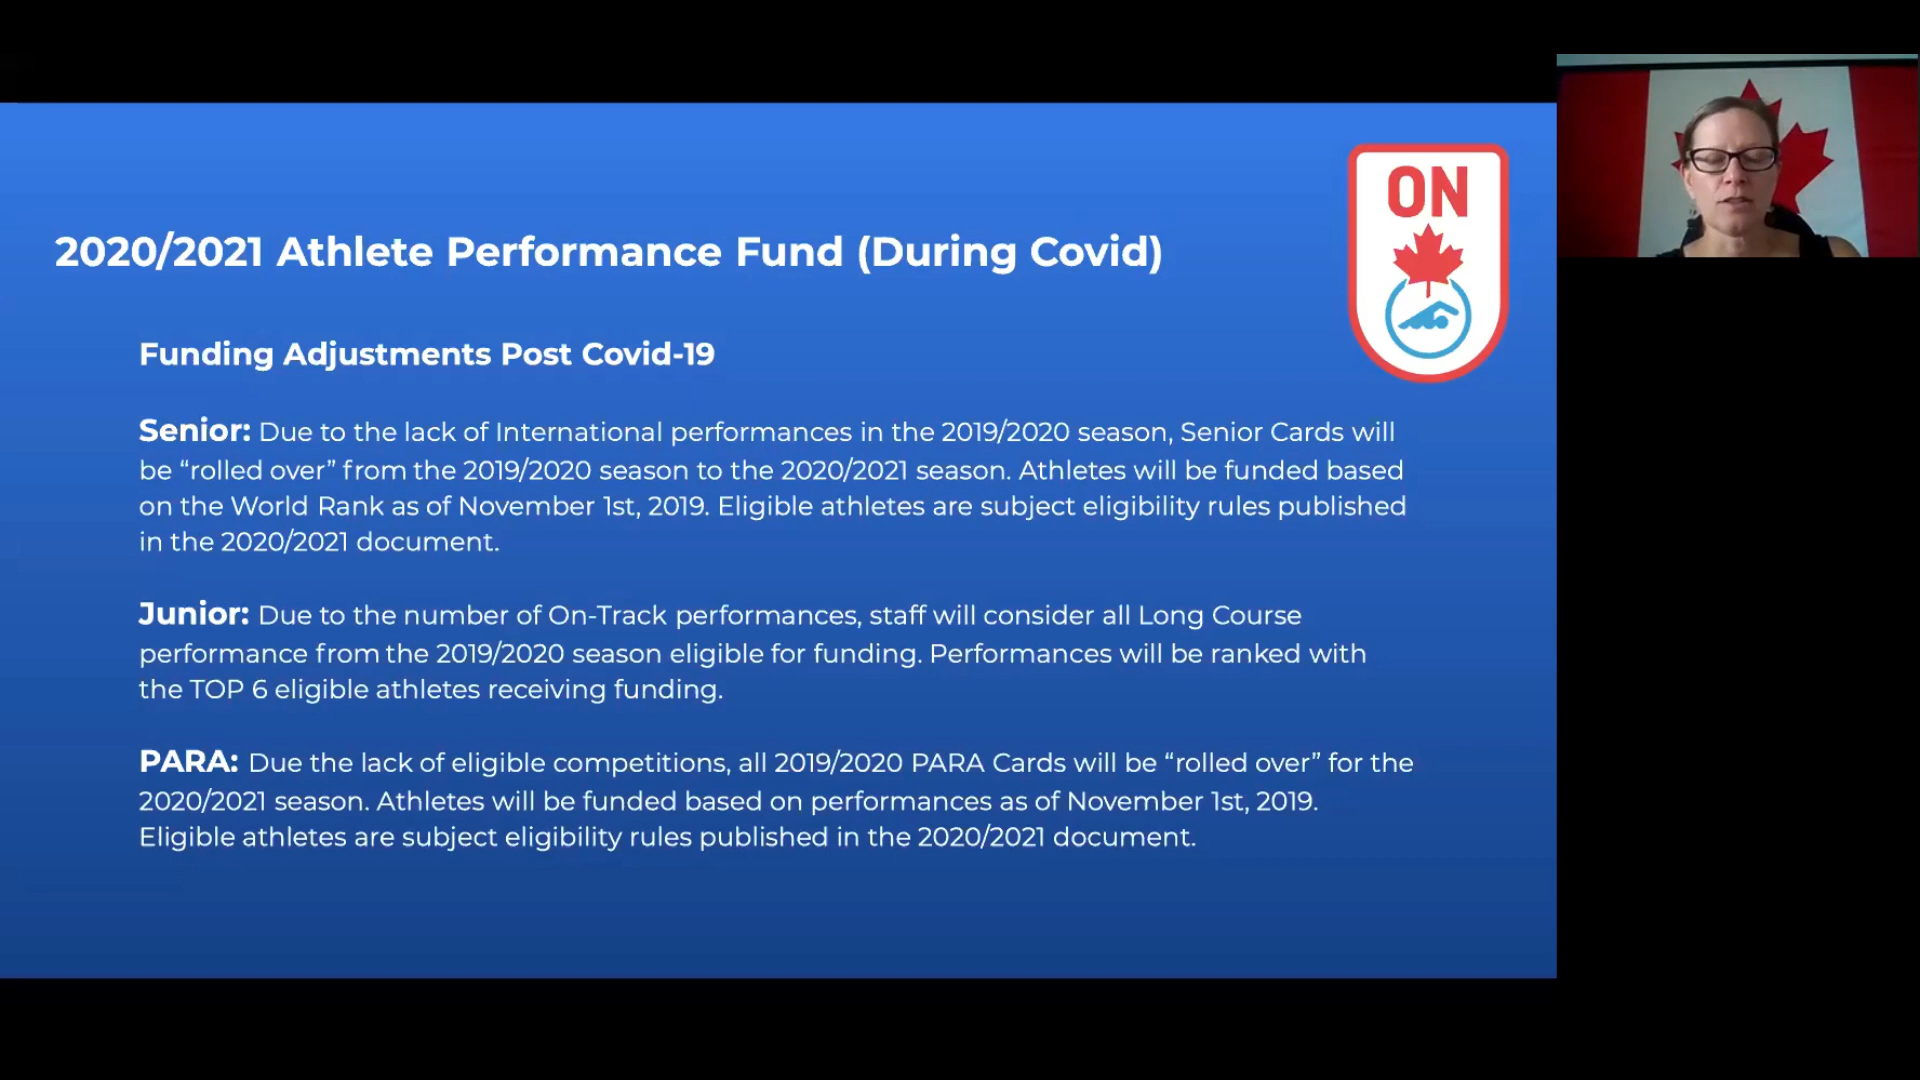 ON
2020/2021 Athlete Performance Fund (During Covid)
Funding Adjustments Post Covid-19
Senior: Due to the lack of International performances in the 2019/2020 season, Senior Cards will
be “rolled over” from the 2019/2020 season to the 2020/2021 season. Athletes will be funded based
on the World Rank as of November 1st, 2019. Eligible athletes are subject eligibility rules published
in the 2020/2021 document.
Junior: Due to the number of On-Track performances, staff will consider all Long Course
performance from the 2019/2020 season eligible for funding. Performances will be ranked with
the TOP 6 eligible athletes receiving funding.
PARA: Due the lack of eligible competitions, all 2019/2020 PARA Cards will be “rolled over” for the
2020/2021 season. Athletes will be funded based on performances as of November 1st, 2019.
Eligible athletes are subject eligibility rules published in the 2020/2021 document.